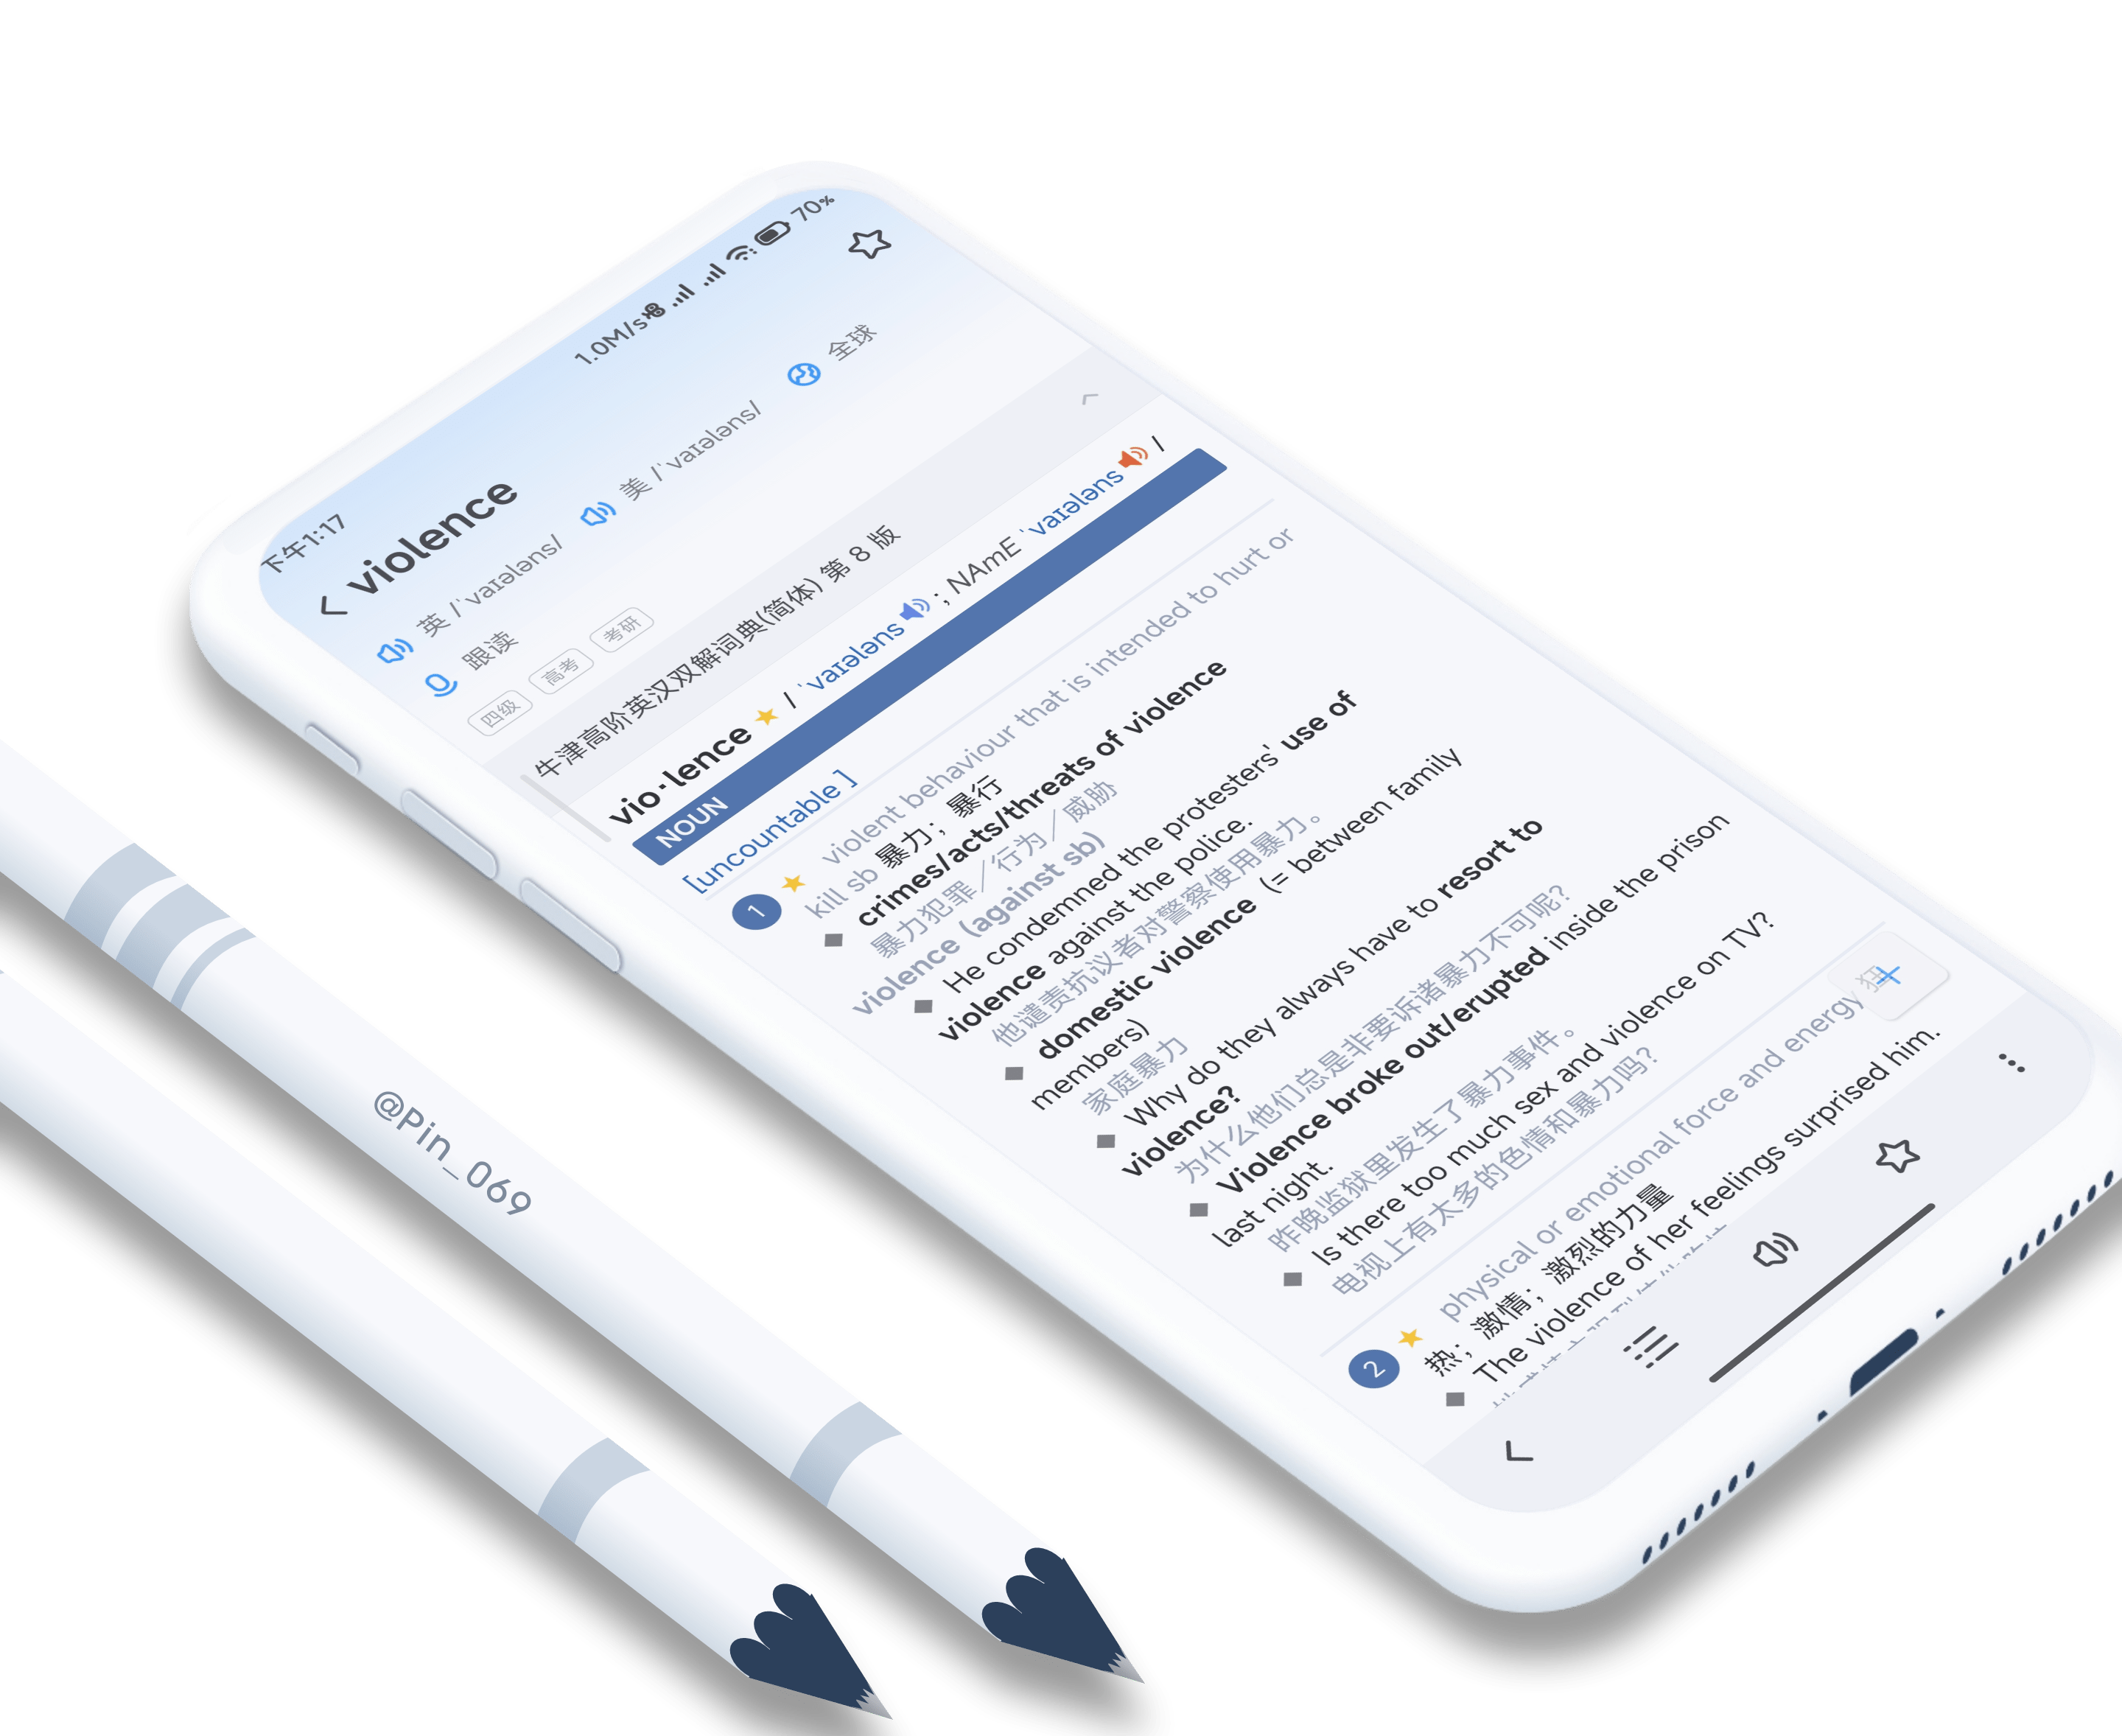 下午1:17
1.0M/s
70%
violence
英 /ˈvaɪələns/
美 /ˈvaɪələns/
全球
跟读
四级
高考
考研
牛津高阶英汉双解词典(简体) 第 8 版
vio·lence ★ / ˈvaɪələns ; NAmE ˈvaɪələns /
NOUN
[uncountable ]
1 ★ violent behaviour that is intended to hurt or
kill sb 暴力；暴行
crimes/acts/threats of violence
暴力犯罪／行为／威胁
violence (against sb)
He condemned the protesters' use of
violence against the police.
他谴责抗议者对警察使用暴力。
domestic violence (= between family
members)
家庭暴力
Why do they always have to resort to
violence?
为什么他们总是非要诉诸暴力不可呢?
Violence broke out/erupted inside the prison
last night.
昨晚监狱里发生了暴力事件。
Is there too much sex and violence on TV?
电视上有太多的色情和暴力吗?
2 ★ physical or emotional force and energy 狂
热；激情；激烈的力量
The violence of her feelings surprised him.
@Pin_069